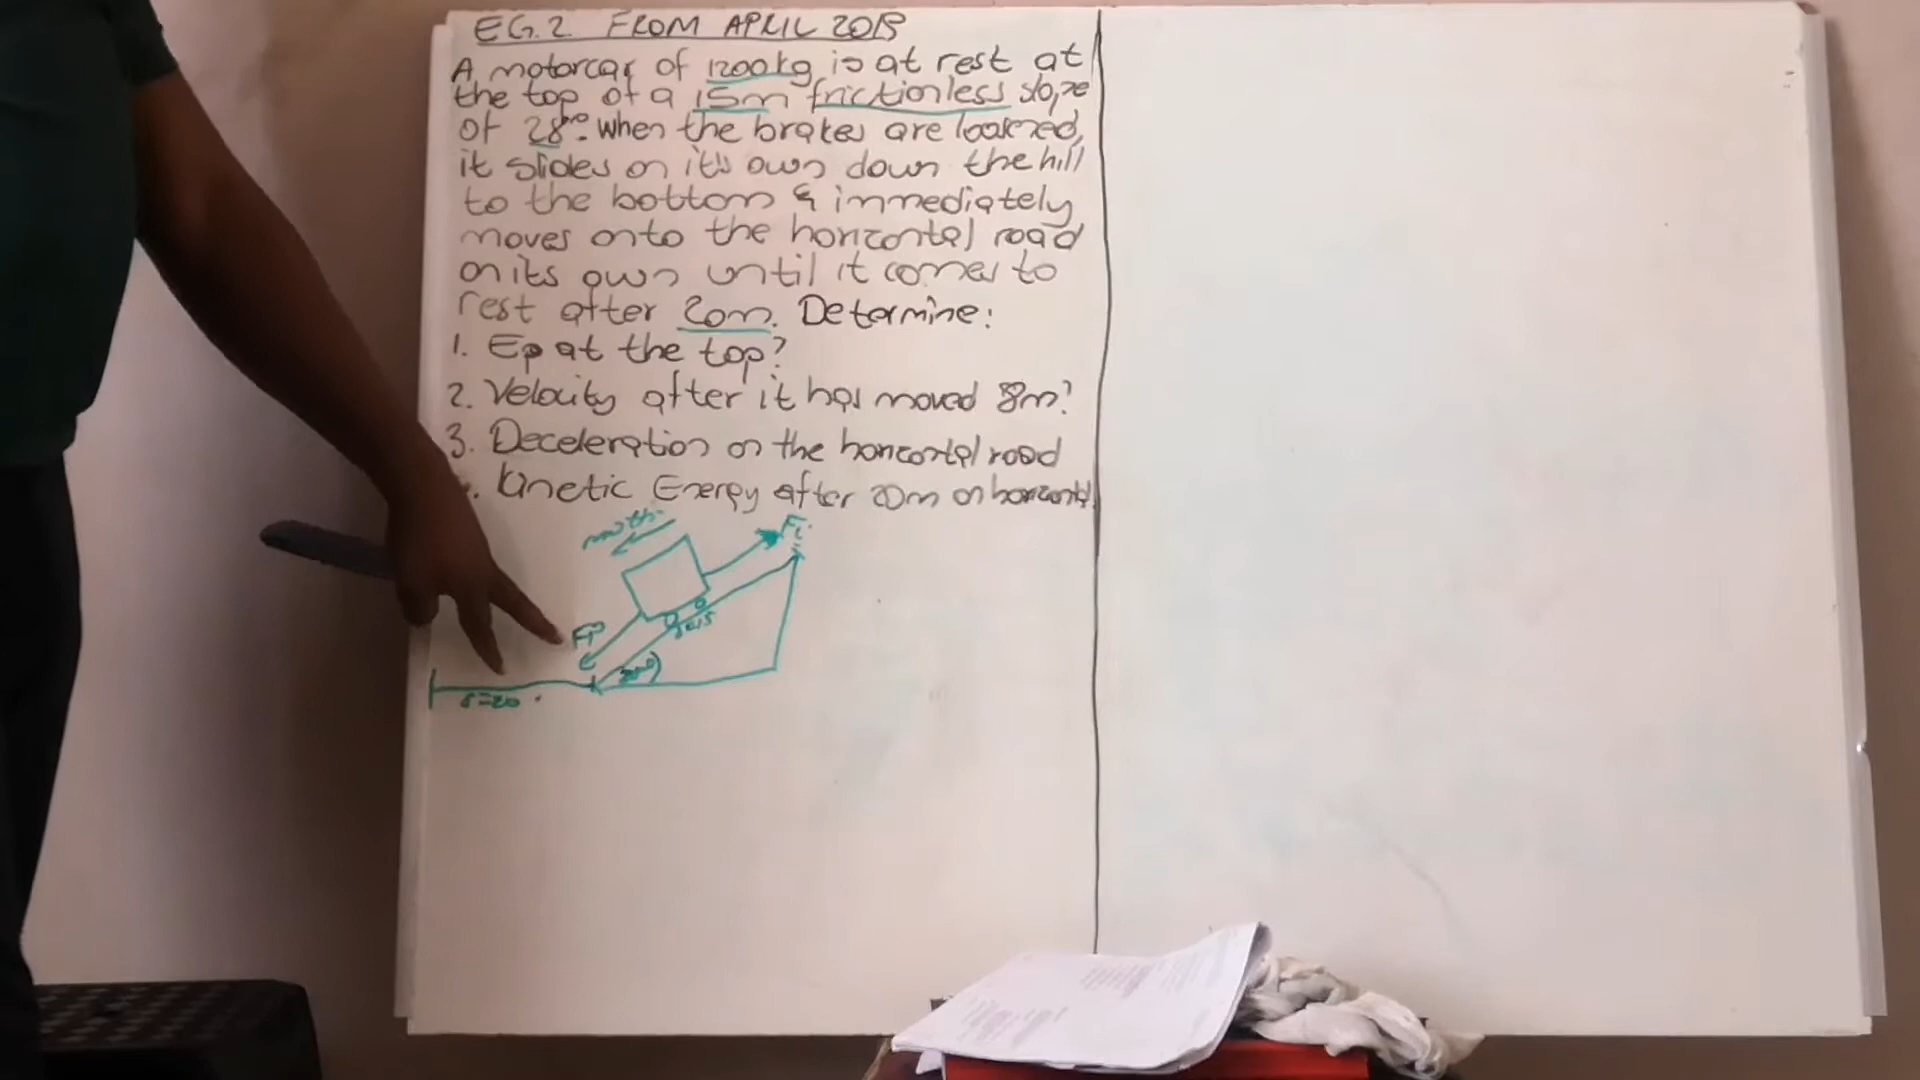 EG.2 FROM APRIL 2013
A motorcar of 1200kg is at rest at
the top of a 15m frictionless slope
of 28°. When the brakes are loosened,
it slides on it's own down the hill
to the bottom & immediately
moves onto the horizontal road
on its own until it comes to
rest after 20m. Determine:
1. Ep at the top?
2. Velocity after it has moved 8m?
3. Deceleration on the horizontal road
. Kinetic Energy after 20m on horizontal.
S=15
28°
s=20